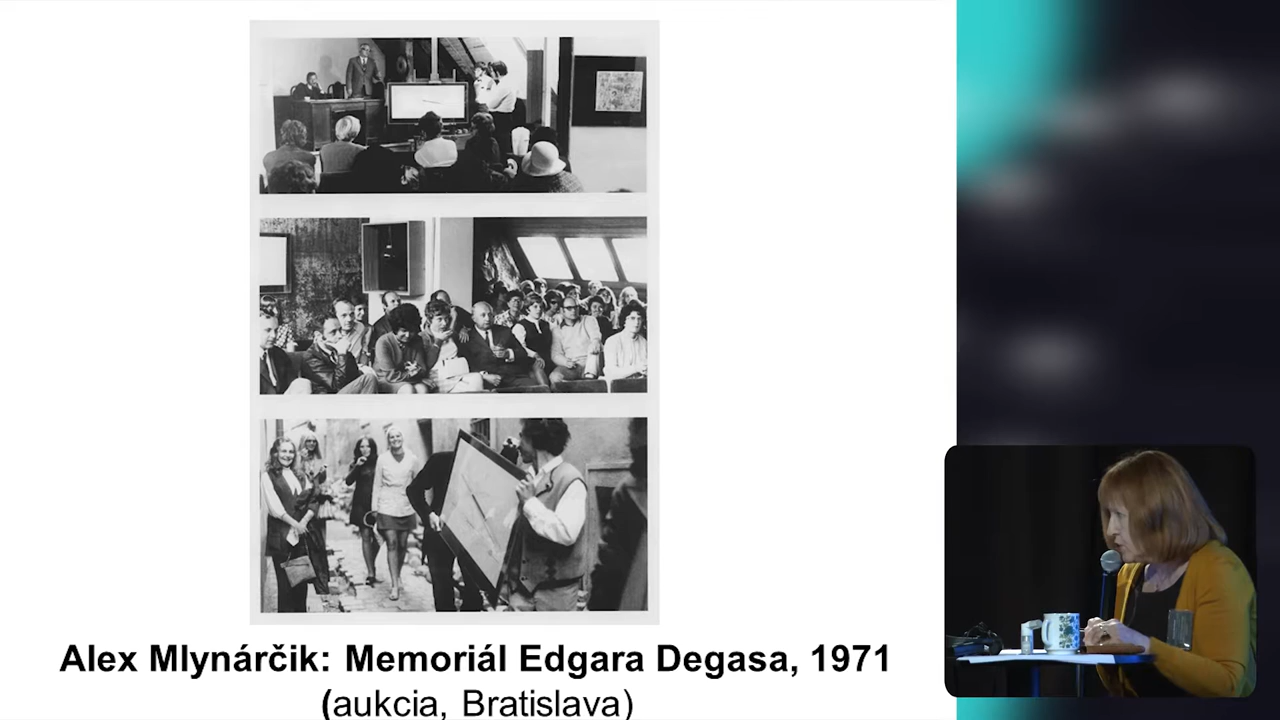 Alex Mlynárčik: Memoriál Edgara Degasa, 1971
(aukcia, Bratislava)